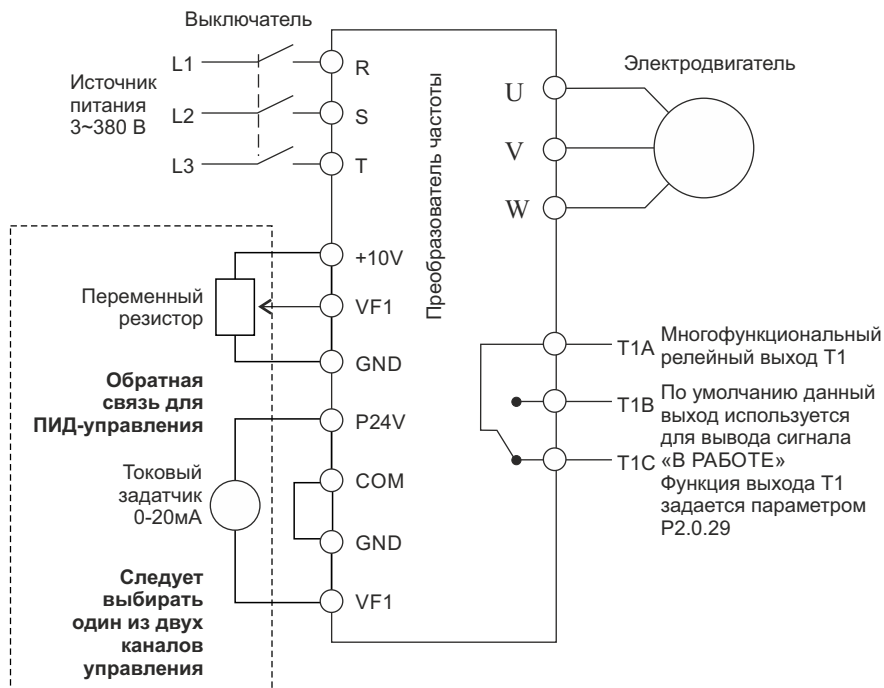 Выключатель
L1
Источник
питания
3~380 В
L2
L3
R
S
T
Преобразователь частоты
U
V
W
Электродвигатель
+10V
Переменный
резистор
VF1
GND
Обратная
связь для
ПИД-управления
P24V
Токовый
задатчик
0-20мА
COM
GND
Следует
выбирать
один из двух
каналов
управления
VF1
T1A
Многофункциональный
релейный выход T1
T1B
По умолчанию данный
выход используется
для вывода сигнала
«В РАБОТЕ»
T1C
Функция выхода T1
задается параметром
P2.0.29